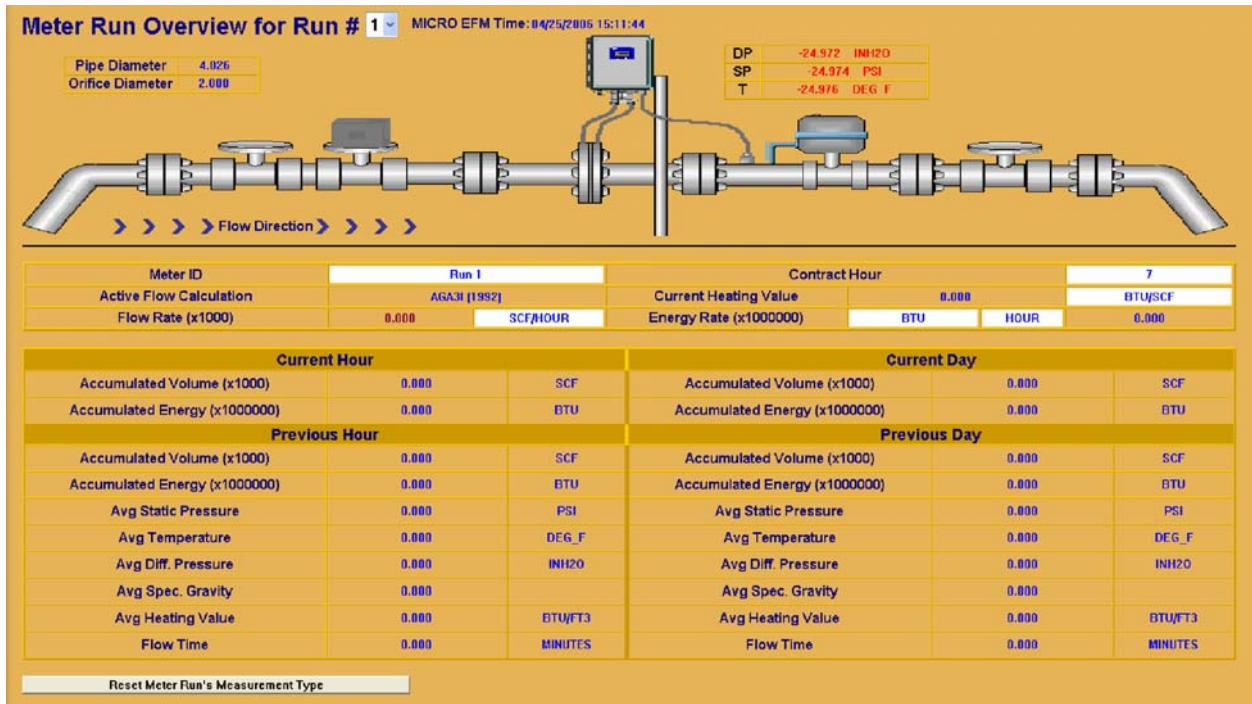 Meter Run Overview for Run # 1 MICRO EFM Time: 04/25/2006 15:11:44
Pipe Diameter 4.026
Orifice Diameter 2.000
DP -24.972 INH2O
SP -24.974 PSI
T -24.976 DEG F
Flow Direction
Meter ID Run 1 Contract Hour 7
Active Flow Calculation AGA3I [1992] Current Heating Value 0.000 BTU/SCF
Flow Rate (x1000) 0.000 SCF/HOUR Energy Rate (x1000000) BTU HOUR 0.000
Current Hour Current Day
Accumulated Volume (x1000) 0.000 SCF Accumulated Volume (x1000) 0.000 SCF
Accumulated Energy (x1000000) 0.000 BTU Accumulated Energy (x1000000) 0.000 BTU
Previous Hour Previous Day
Accumulated Volume (x1000) 0.000 SCF Accumulated Volume (x1000) 0.000 SCF
Accumulated Energy (x1000000) 0.000 BTU Accumulated Energy (x1000000) 0.000 BTU
Avg Static Pressure 0.000 PSI Avg Static Pressure 0.000 PSI
Avg Temperature 0.000 DEG_F Avg Temperature 0.000 DEG_F
Avg Diff. Pressure 0.000 INH2O Avg Diff. Pressure 0.000 INH2O
Avg Spec. Gravity 0.000 Avg Spec. Gravity 0.000
Avg Heating Value 0.000 BTU/FT3 Avg Heating Value 0.000 BTU/FT3
Flow Time 0.000 MINUTES Flow Time 0.000 MINUTES
Reset Meter Run's Measurement Type